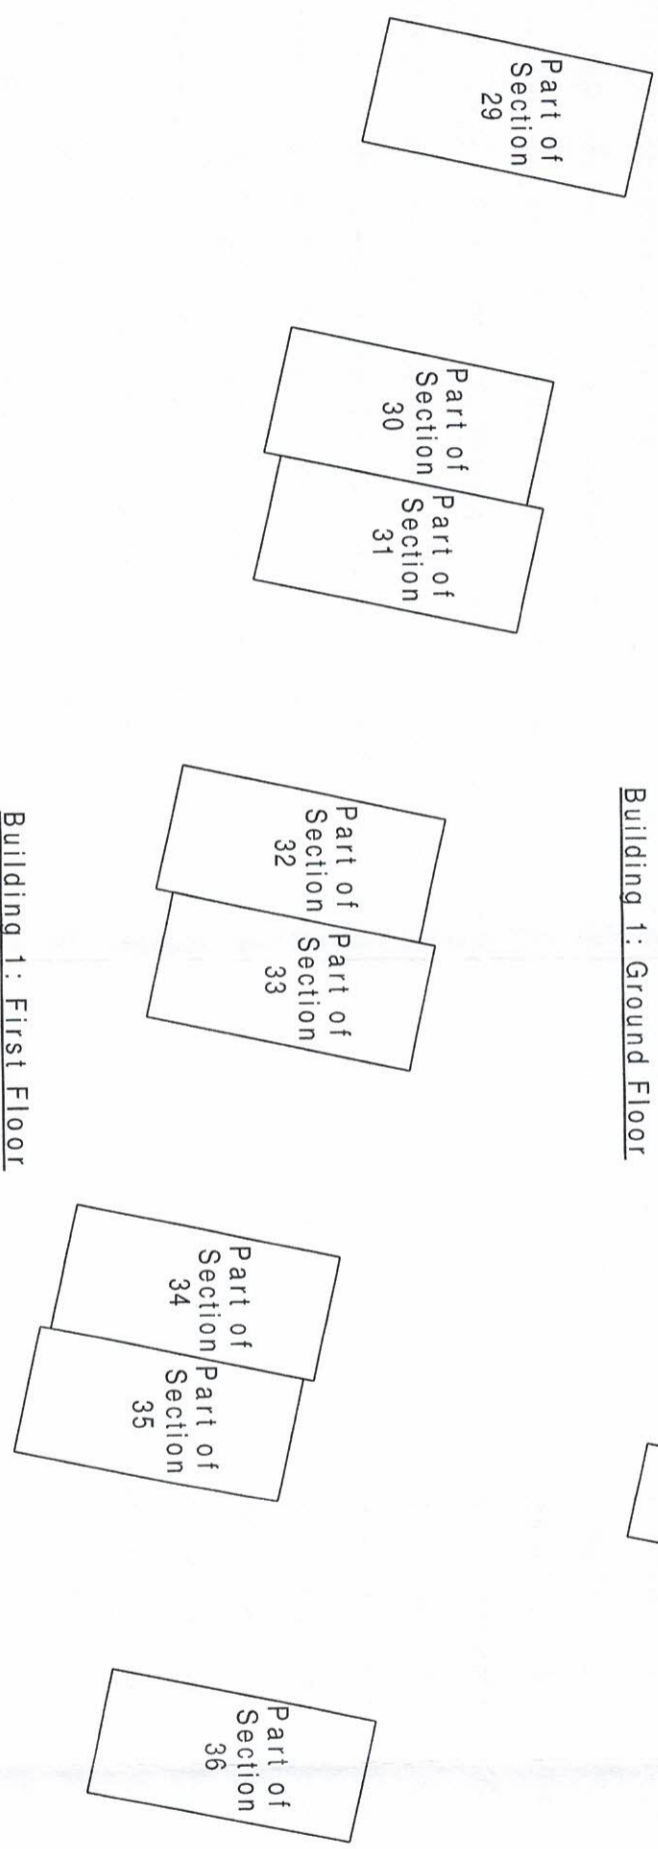 Building 1: Ground Floor
Part of
Section
29
Part of
Section
30
Part of
Section
31
Part of
Section
32
Part of
Section
33
Part of
Section
34
Part of
Section
35
Part of
Section
36
Building 1: First Floor